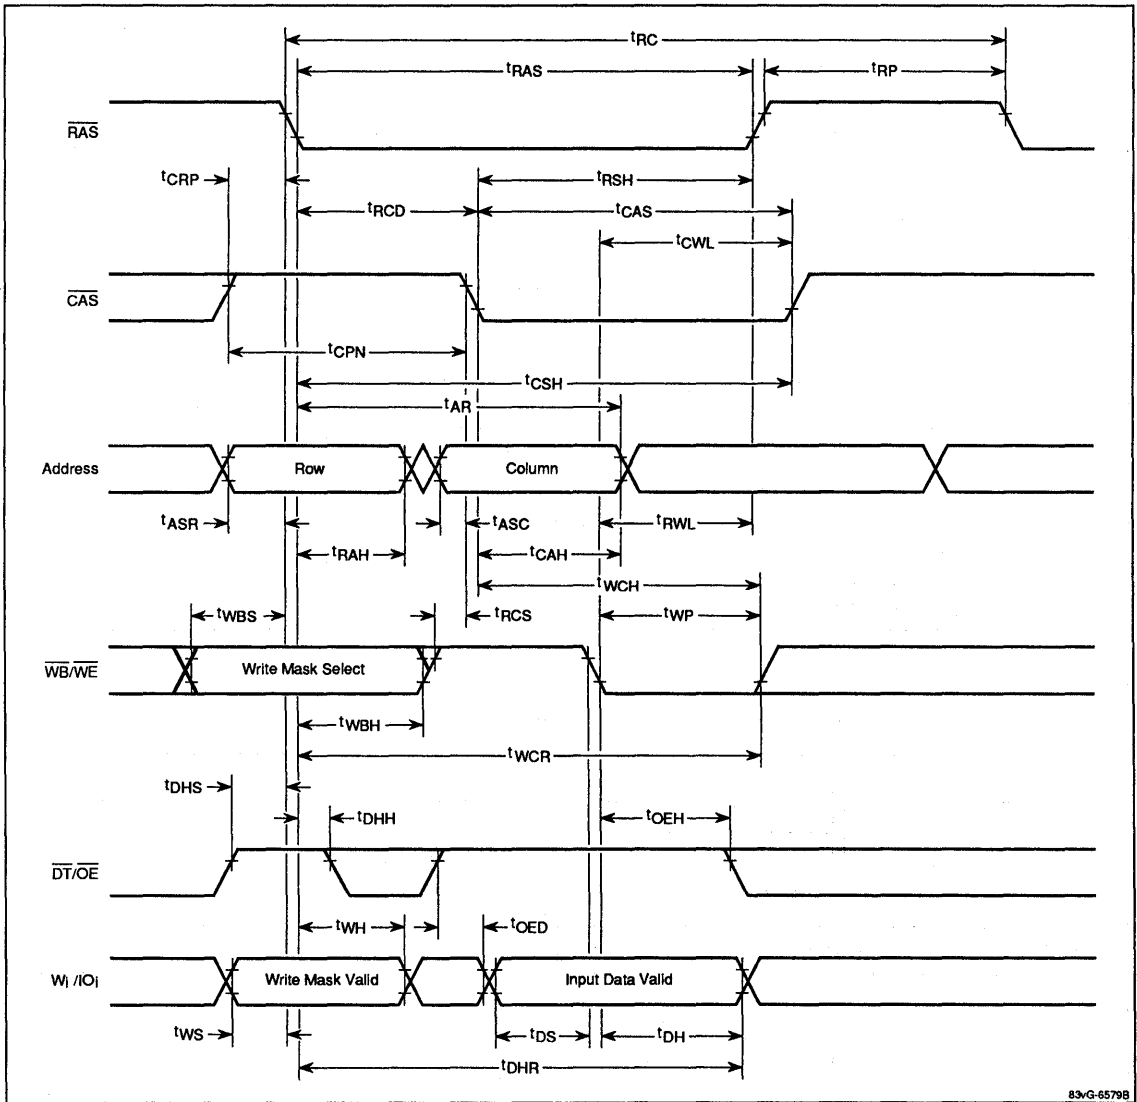 tRC
tRAS
tRP
RAS
tCRP
tRSH
tRCD
tCAS
tCWL
CAS
tCPN
tCSH
tAR
Address
Row
Column
tASR
tASC
tRWL
tRAH
tCAH
tWCH
tWBS
tRCS
tWP
WB/WE
Write Mask Select
tWBH
tWCR
tDHS
tDHH
tOEH
DT/OE
tWH
tOED
Wi /IOi
Write Mask Valid
Input Data Valid
tWS
tDS
tDH
tDHR
83vG-6579B